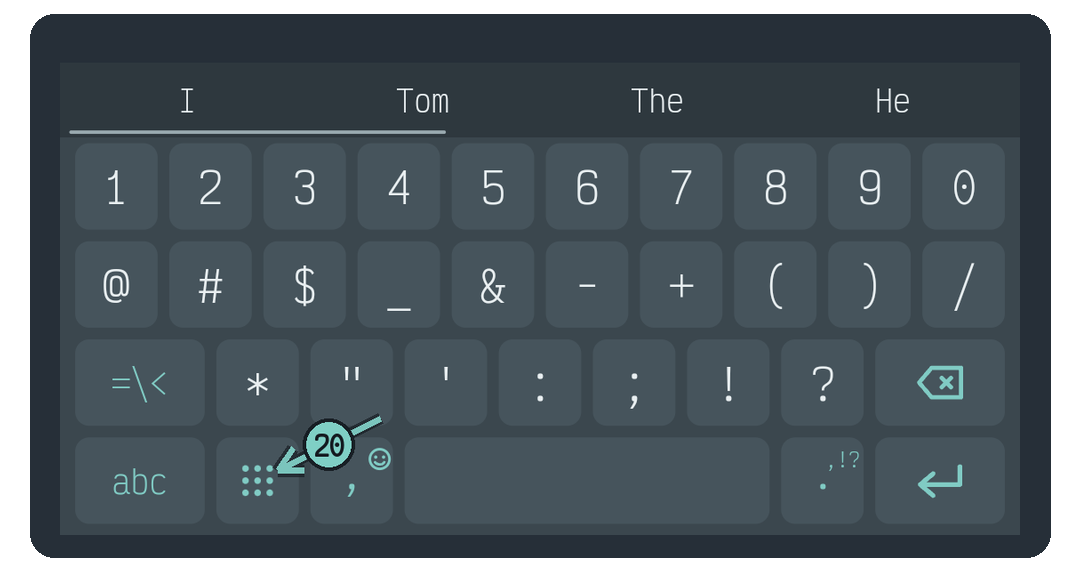 I Tom The He
1 2 3 4 5 6 7 8 9 0
@ # $ _ & - + ( ) /
=\< * " ' : ; ! ?
20
abc , . ,!?